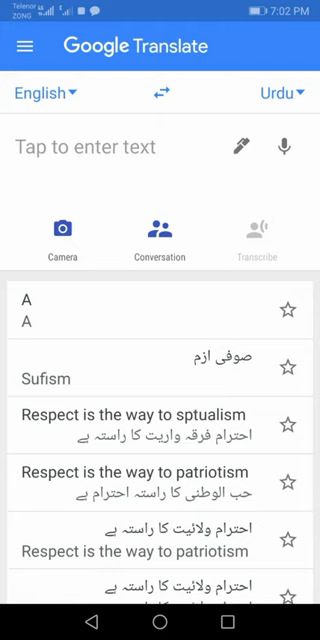 Telenor
ZONG
7:02 PM
Google Translate
English
Urdu
Tap to enter text
Camera
Conversation
Transcribe
A
A
صوفی ازم
Sufism
Respect is the way to sptualism
احترام فرقہ واریت کا راستہ ہے
Respect is the way to patriotism
حب الوطنی کا راستہ احترام ہے
احترام ولائیت کا راستہ ہے
Respect is the way to patriotism
احترام ولائیت کا راستہ ہے